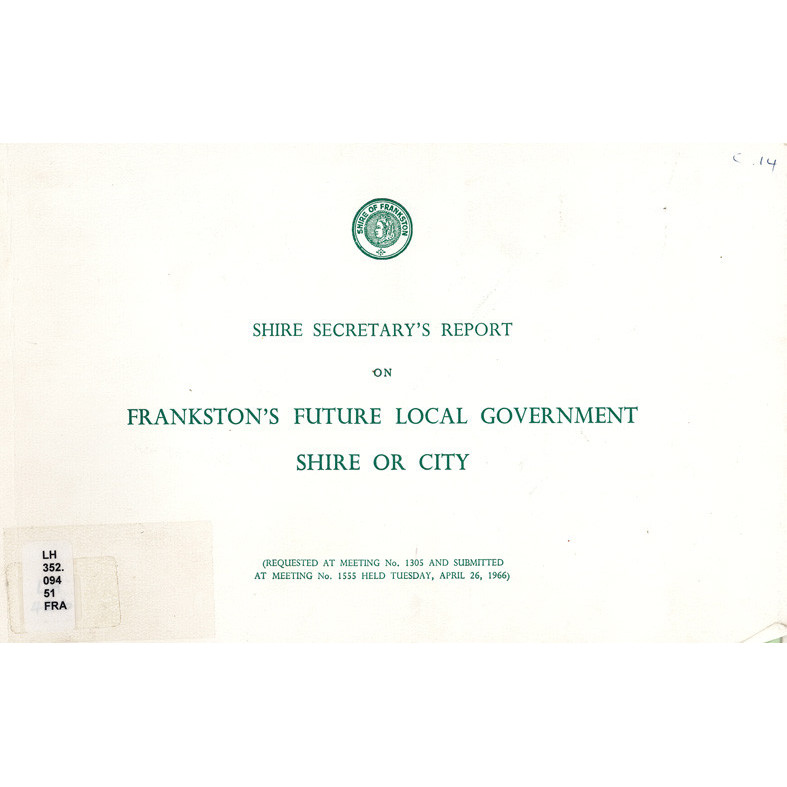 C .14
SHIRE OF FRANKSTON
SHIRE SECRETARY'S REPORT
ON
FRANKSTON'S FUTURE LOCAL GOVERNMENT
SHIRE OR CITY
(REQUESTED AT MEETING No. 1305 AND SUBMITTED
AT MEETING No. 1555 HELD TUESDAY, APRIL 26, 1966)
LH
352.
094
51
FRA